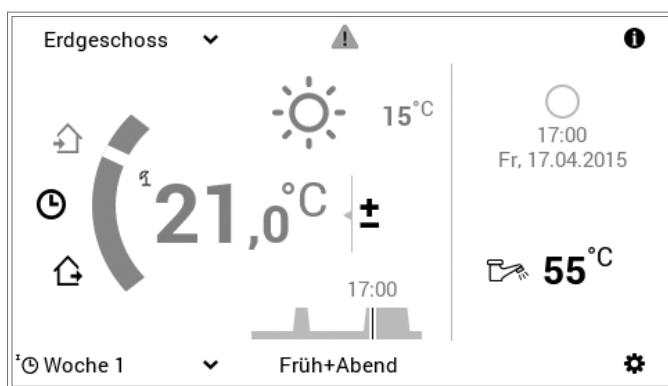 Erdgeschoss
15°C
17:00
Fr, 17.04.2015
21,0°C
±
55°C
17:00
Woche 1
Früh+Abend